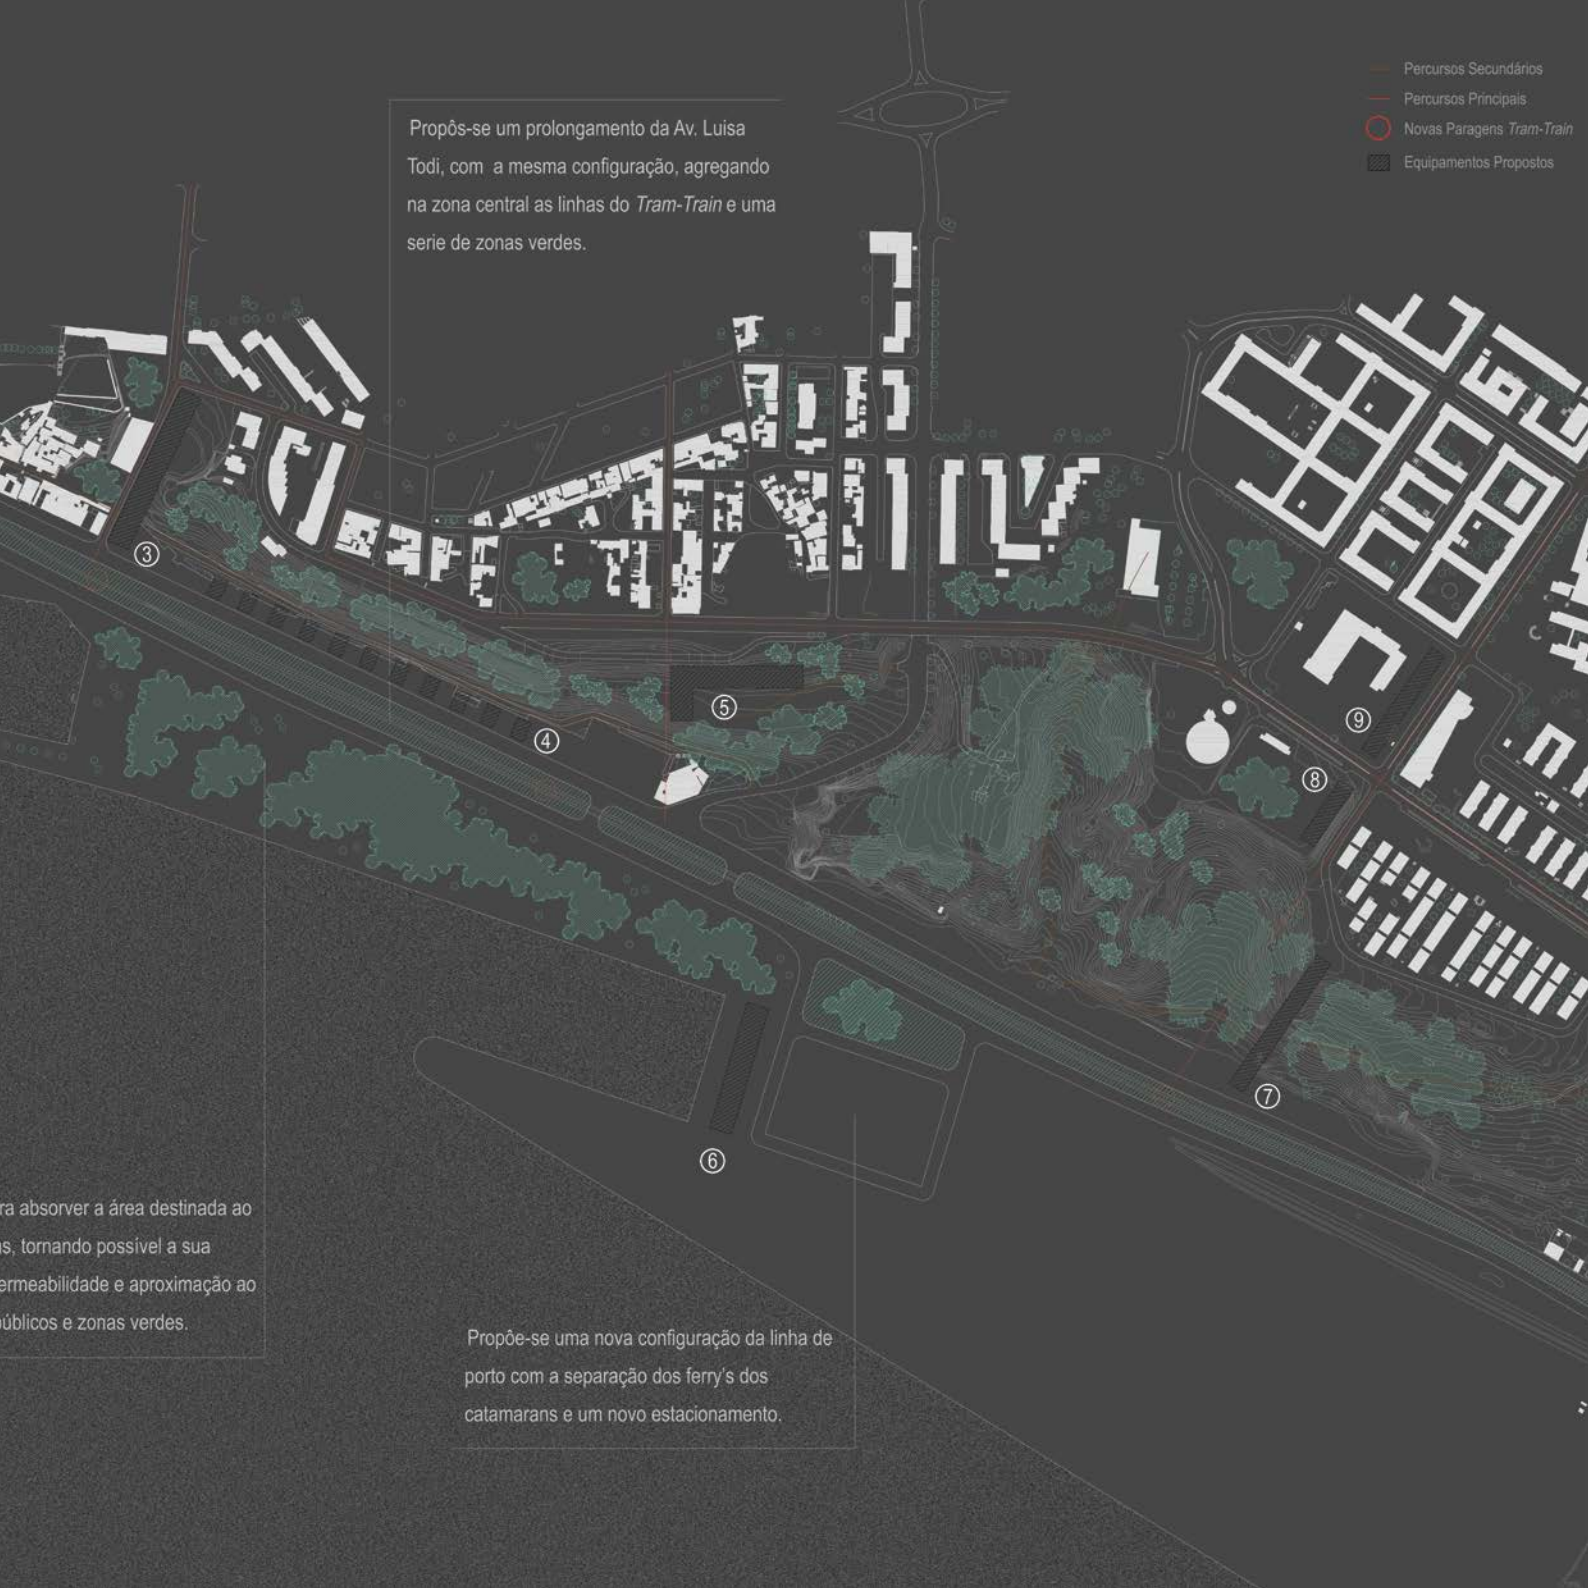 Percursos Secundários
Percursos Principais
Novas Paragens Tram-Train
Equipamentos Propostos
Propôs-se um prolongamento da Av. Luisa
Todi, com a mesma configuração, agregando
na zona central as linhas do Tram-Train e uma
serie de zonas verdes.
3
4
5
9
8
7
6
ra absorver a área destinada ao
s, tornando possível a sua
ermeabilidade e aproximação ao
úblicos e zonas verdes.
Propõe-se uma nova configuração da linha de
porto com a separação dos ferry's dos
catamarans e um novo estacionamento.